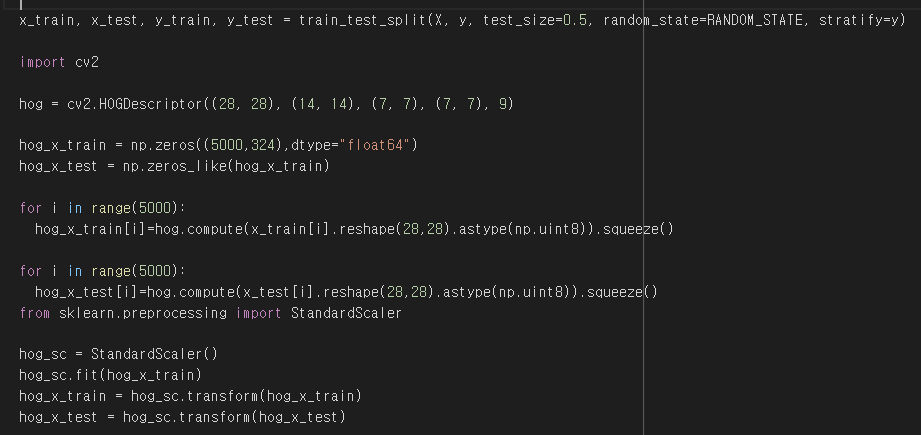 x_train, x_test, y_train, y_test = train_test_split(X, y, test_size=0.5, random_state=RANDOM_STATE, stratify=y)
import cv2
hog = cv2.HOGDescriptor((28, 28), (14, 14), (7, 7), (7, 7), 9)
hog_x_train = np.zeros((5000,324),dtype="float64")
hog_x_test = np.zeros_like(hog_x_train)
for i in range(5000):
  hog_x_train[i]=hog.compute(x_train[i].reshape(28,28).astype(np.uint8)).squeeze()
for i in range(5000):
  hog_x_test[i]=hog.compute(x_test[i].reshape(28,28).astype(np.uint8)).squeeze()
from sklearn.preprocessing import StandardScaler
hog_sc = StandardScaler()
hog_sc.fit(hog_x_train)
hog_x_train = hog_sc.transform(hog_x_train)
hog_x_test = hog_sc.transform(hog_x_test)